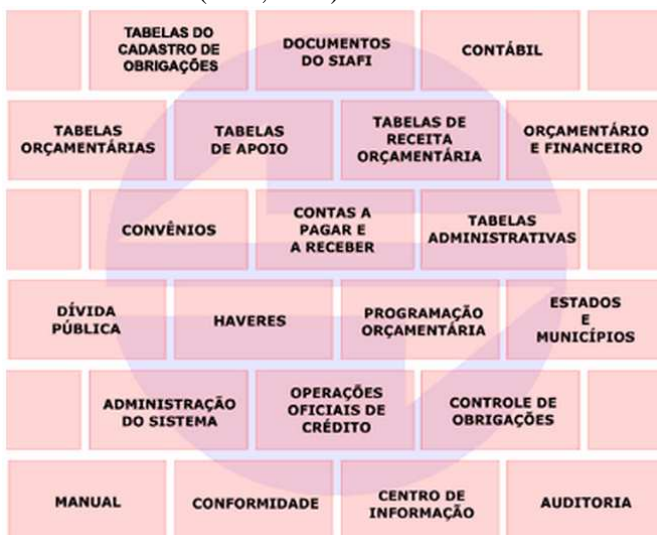 TABELAS DO
CADASTRO DE
OBRIGAÇÕES
DOCUMENTOS
DO SIAFI
CONTÁBIL
TABELAS
ORÇAMENTÁRIAS
TABELAS
DE APOIO
TABELAS DE
RECEITA
ORÇAMENTÁRIA
ORÇAMENTÁRIO
E FINANCEIRO
CONVÊNIOS
CONTAS A
PAGAR E
A RECEBER
TABELAS
ADMINISTRATIVAS
DÍVIDA
PÚBLICA
HAVERES
PROGRAMAÇÃO
ORÇAMENTÁRIA
ESTADOS
E
MUNICÍPIOS
ADMINISTRAÇÃO
DO SISTEMA
OPERAÇÕES
OFICIAIS DE
CRÉDITO
CONTROLE DE
OBRIGAÇÕES
MANUAL
CONFORMIDADE
CENTRO DE
INFORMAÇÃO
AUDITORIA